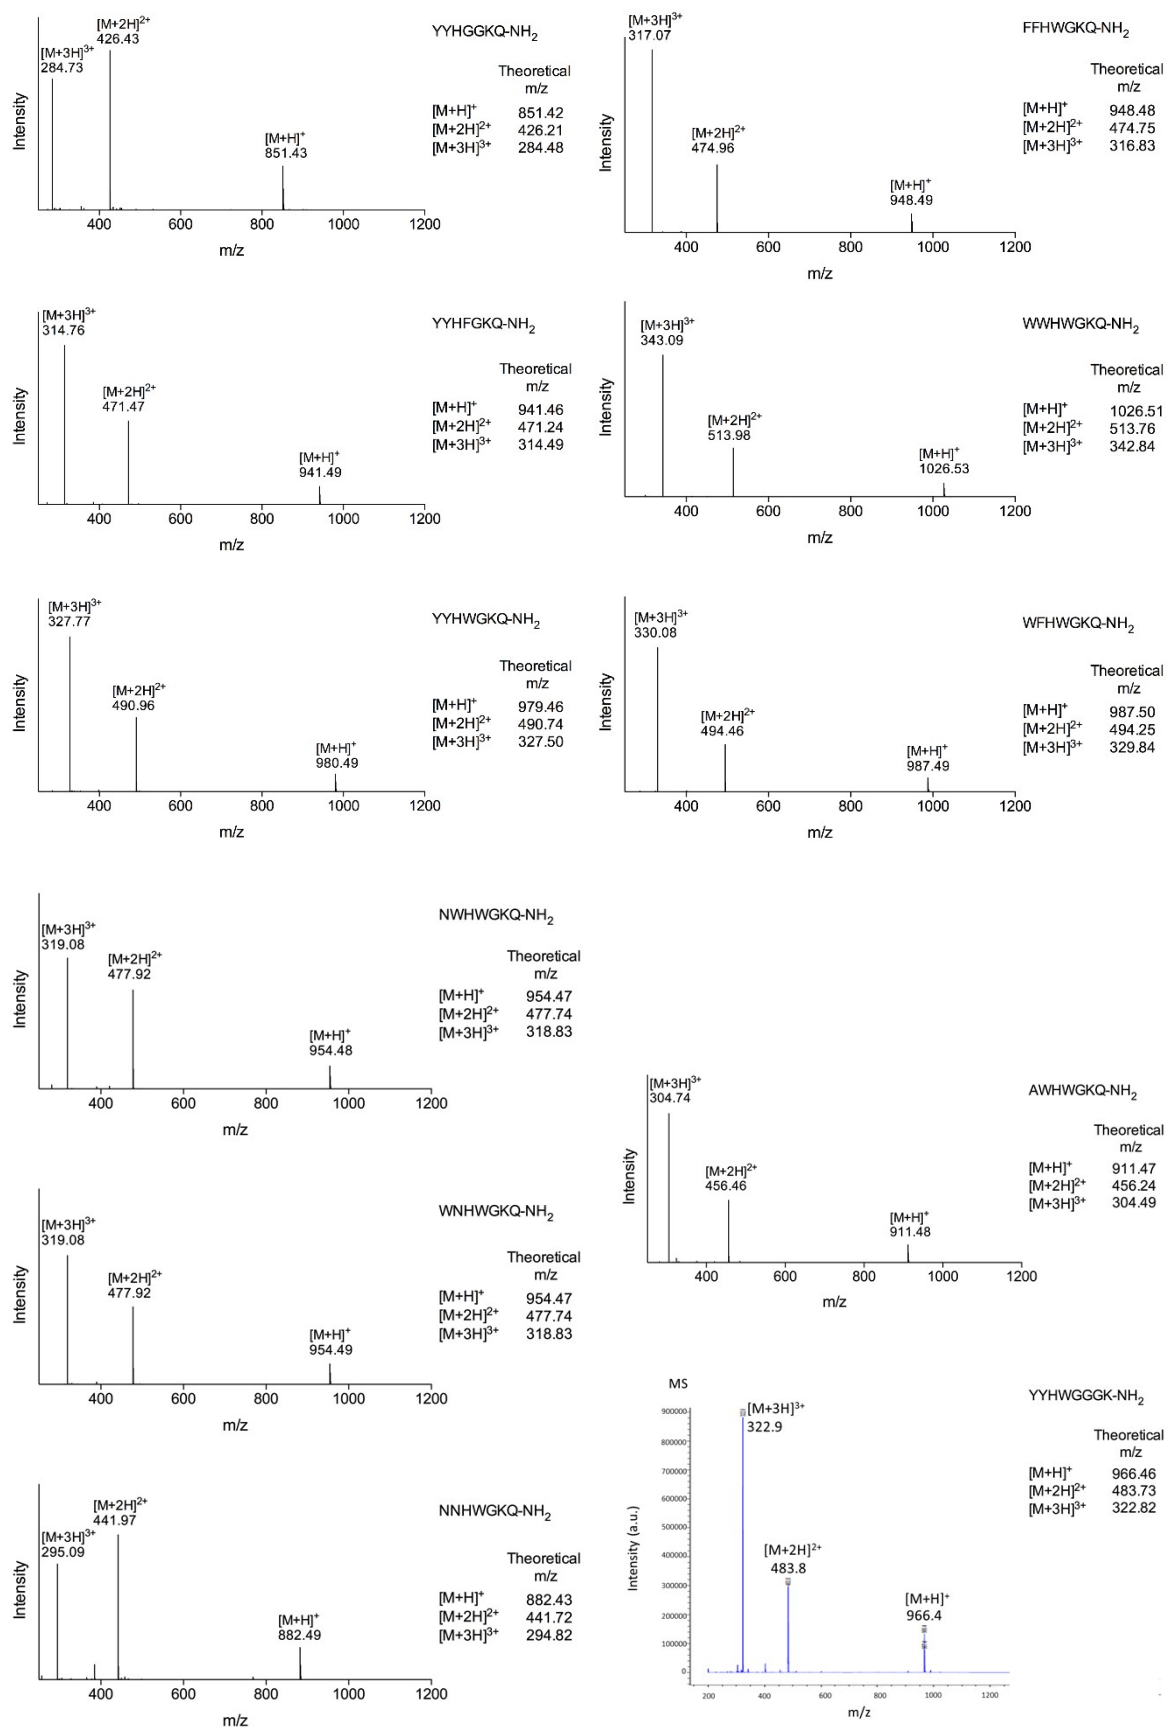 [M+2H]²⁺
426.43
[M+3H]³⁺
284.73
[M+H]⁺
851.43
Intensity
400 600 800 1000 1200
m/z
YYHGGKQ-NH₂
Theoretical
m/z
[M+H]⁺ 851.42
[M+2H]²⁺ 426.21
[M+3H]³⁺ 284.48
[M+3H]³⁺
317.07
[M+2H]²⁺
474.96
[M+H]⁺
948.49
Intensity
400 600 800 1000 1200
m/z
FFHWGKQ-NH₂
Theoretical
m/z
[M+H]⁺ 948.48
[M+2H]²⁺ 474.75
[M+3H]³⁺ 316.83
[M+3H]³⁺
314.76
[M+2H]²⁺
471.47
[M+H]⁺
941.49
Intensity
400 600 800 1000 1200
m/z
YYHFGKQ-NH₂
Theoretical
m/z
[M+H]⁺ 941.46
[M+2H]²⁺ 471.24
[M+3H]³⁺ 314.49
[M+3H]³⁺
343.09
[M+2H]²⁺
513.98
[M+H]⁺
1026.53
Intensity
400 600 800 1000 1200
m/z
WWHWGKQ-NH₂
Theoretical
m/z
[M+H]⁺ 1026.51
[M+2H]²⁺ 513.76
[M+3H]³⁺ 342.84
[M+3H]³⁺
327.77
[M+2H]²⁺
490.96
[M+H]⁺
980.49
Intensity
400 600 800 1000 1200
m/z
YYHWGKQ-NH₂
Theoretical
m/z
[M+H]⁺ 979.46
[M+2H]²⁺ 490.74
[M+3H]³⁺ 327.50
[M+3H]³⁺
330.08
[M+2H]²⁺
494.46
[M+H]⁺
987.49
Intensity
400 600 800 1000 1200
m/z
WFHWGKQ-NH₂
Theoretical
m/z
[M+H]⁺ 987.50
[M+2H]²⁺ 494.25
[M+3H]³⁺ 329.84
[M+3H]³⁺
319.08
[M+2H]²⁺
477.92
[M+H]⁺
954.48
Intensity
400 600 800 1000 1200
m/z
NWHWGKQ-NH₂
Theoretical
m/z
[M+H]⁺ 954.47
[M+2H]²⁺ 477.74
[M+3H]³⁺ 318.83
[M+3H]³⁺
304.74
[M+2H]²⁺
456.46
[M+H]⁺
911.48
Intensity
400 600 800 1000 1200
m/z
AWHWGKQ-NH₂
Theoretical
m/z
[M+H]⁺ 911.47
[M+2H]²⁺ 456.24
[M+3H]³⁺ 304.49
[M+3H]³⁺
319.08
[M+2H]²⁺
477.92
[M+H]⁺
954.49
Intensity
400 600 800 1000 1200
m/z
WNHWGKQ-NH₂
Theoretical
m/z
[M+H]⁺ 954.47
[M+2H]²⁺ 477.74
[M+3H]³⁺ 318.83
[M+2H]²⁺
441.97
[M+3H]³⁺
295.09
[M+H]⁺
882.49
Intensity
400 600 800 1000 1200
m/z
NNHWGKQ-NH₂
Theoretical
m/z
[M+H]⁺ 882.43
[M+2H]²⁺ 441.72
[M+3H]³⁺ 294.82
MS
900000
800000
700000
600000
500000
400000
300000
200000
100000
0
Intensity (a.u.)
[M+3H]³⁺
322.9
[M+2H]²⁺
483.8
[M+H]⁺
966.4
200 400 600 800 1000 1200
m/z
YYHWGGGK-NH₂
Theoretical
m/z
[M+H]⁺ 966.46
[M+2H]²⁺ 483.73
[M+3H]³⁺ 322.82